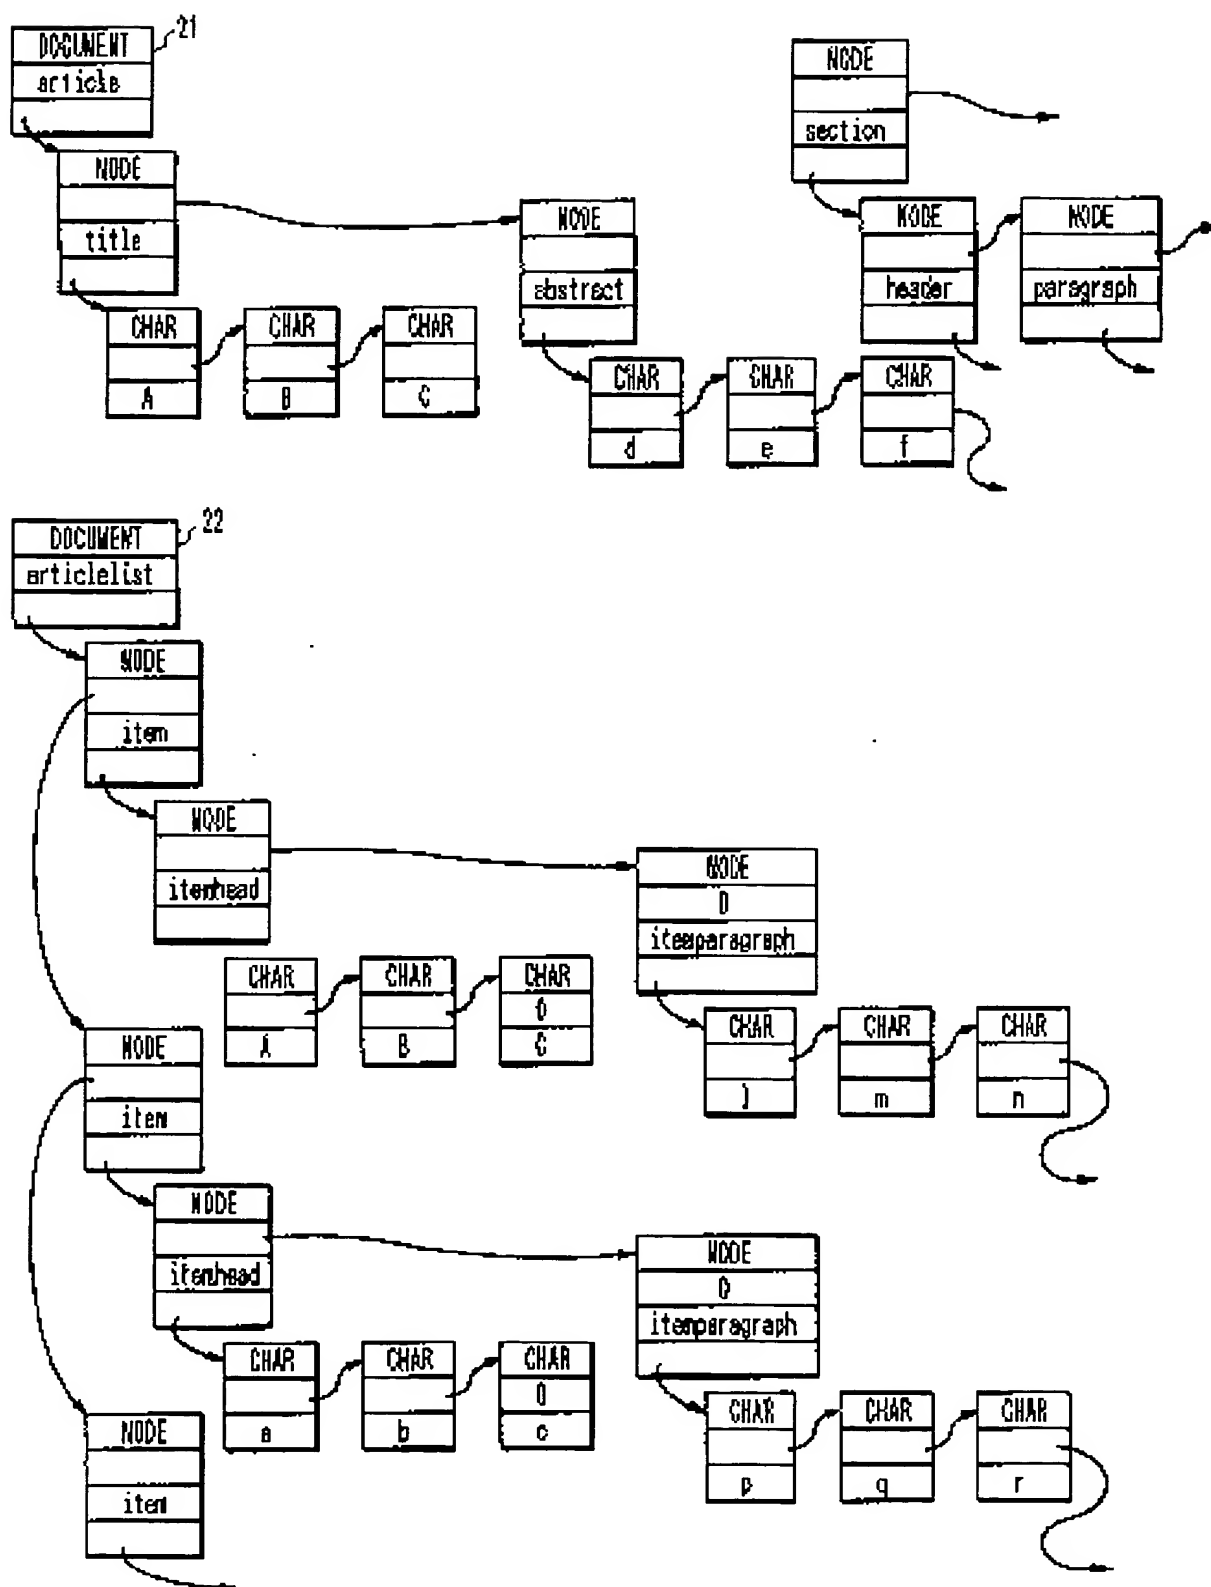 DOCUMENT
article
21
NODE
title
CHAR
A
CHAR
B
CHAR
C
NODE
abstract
CHAR
d
CHAR
e
CHAR
f
NODE
section
NODE
header
NODE
paragraph
DOCUMENT
articlelist
22
NODE
item
NODE
itemhead
CHAR
A
CHAR
B
CHAR
0
C
NODE
0
itemparagraph
CHAR
l
CHAR
m
CHAR
n
NODE
item
NODE
itemhead
CHAR
a
CHAR
b
CHAR
0
c
NODE
0
itemparagraph
CHAR
p
CHAR
q
CHAR
r
NODE
item